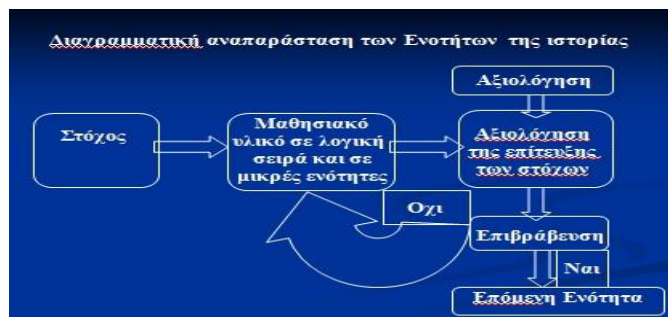 Διαγραμματική αναπαράσταση των Ενοτήτων της ιστορίας
Αξιολόγηση
Στόχος
Μαθησιακό
υλικό σε λογική
σειρά και σε
μικρές ενότητες
Αξιολόγηση
της επίτευξης
των στόχων
Οχι
Επιβράβευση
Ναι
Επόμενη Ενότητα